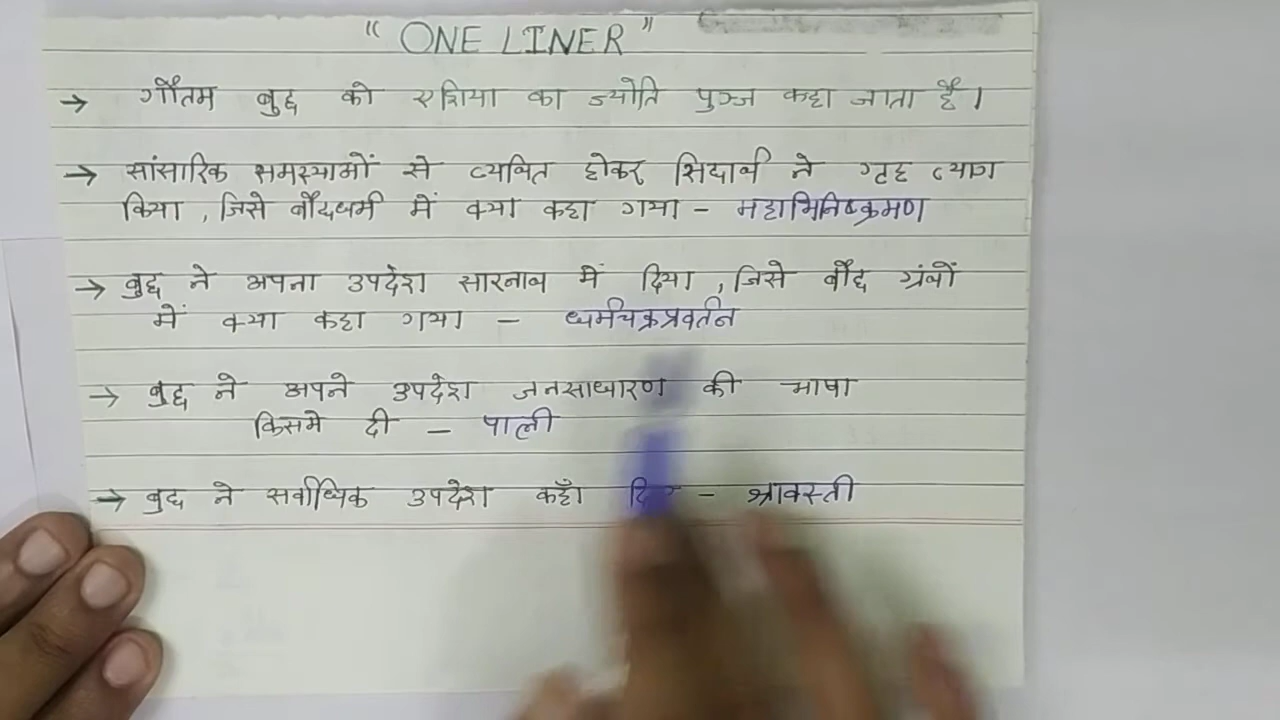 " ONE LINER "
→ गौतम बुद्ध को एशिया का ज्योति पुञ्ज कहा जाता है।
→ सांसारिक समस्याओं से व्यथित होकर सिद्धार्थ ने गृह त्याग
किया , जिसे बौद्धधर्म में क्या कहा गया - महाभिनिष्क्रमण
→ बुद्ध ने अपना उपदेश सारनाथ में दिया , जिसे बौद्ध ग्रंथों
में क्या कहा गया - धर्मचक्रप्रवर्तन
→ बुद्ध ने अपने उपदेश जनसाधारण की भाषा
किसमे दी - पाली
→ बुद्ध ने सर्वाधिक उपदेश कहाँ - श्रावस्ती